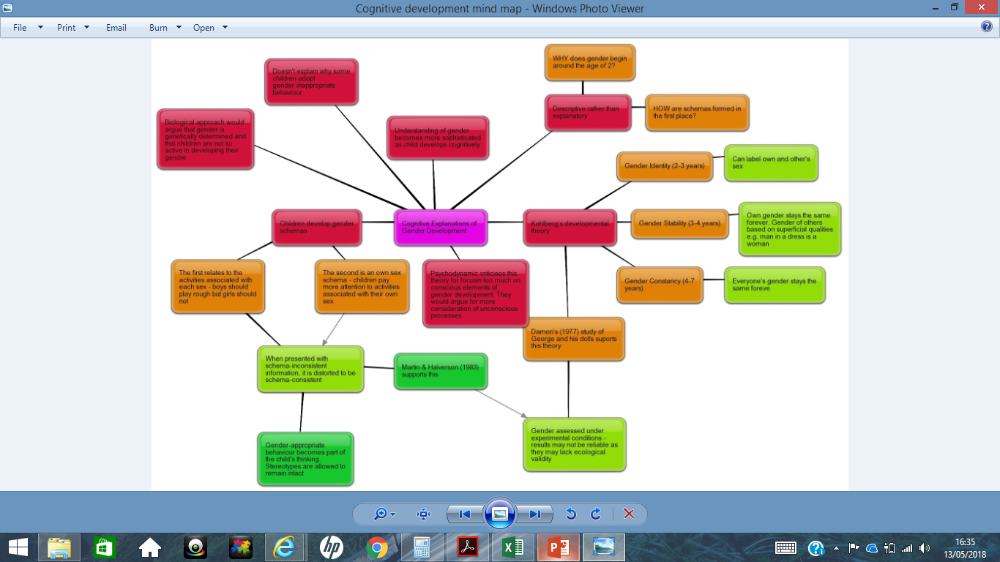 Cognitive development mind map - Windows Photo Viewer
File
Print
Email
Burn
Open
WHY does gender begin
around the age of 2?
Doesn't explain why some
children adopt
gender-inappropriate
behaviour
Descriptive rather than
explanatory
HOW are schemas formed in
the first place?
Biological approach would
argue that gender is
genetically determined and
that children are not so
active in developing their
gender
Understanding of gender
becomes more sophisticated
as child develops cognitively
Gender Identity (2-3 years)
Can label own and other's
sex
Children develop gender
schemas
Cognitive Explanations of
Gender Development
Kohlberg's developmental
theory
Gender Stability (3-4 years)
Own gender stays the same
forever. Gender of others
based on superficial qualities
e.g. man in a dress is a
woman
The first relates to the
activities associated with
each sex - boys should
play rough but girls should
not
The second is an own sex
schema - children pay
more attention to activities
associated with their own
sex
Psychodynamic criticises this
theory for focusin too much on
conscious elements of
gender development. They
would argue for more
consideration of unconscious
processes
Gender Constancy (4-7
years)
Everyone's gender stays the
same foreve
Damon's (1977) study of
George and his dolls suports
this theory
When presented with
schema-inconsistent
information, it is distorted to be
schema-consistent
Martin & Halverson (1983)
supports this
Gender assessed under
experimental conditions -
results may not be reliable as
they may lack ecological
validity
Gender-appropriate
behaviour becomes part of
the child's thinking.
Stereotypes are allowed to
remain intact
hp
16:35
13/05/2018